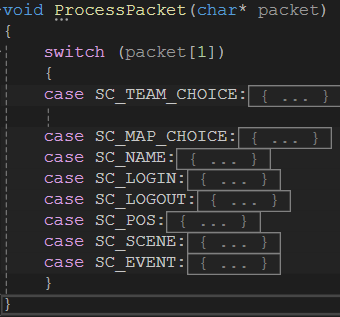 void ProcessPacket(char* packet)
{
switch (packet[1])
{
case SC_TEAM_CHOICE: { ... }
case SC_MAP_CHOICE: { ... }
case SC_NAME: { ... }
case SC_LOGIN: { ... }
case SC_LOGOUT: { ... }
case SC_POS: { ... }
case SC_SCENE: { ... }
case SC_EVENT: { ... }
}
}